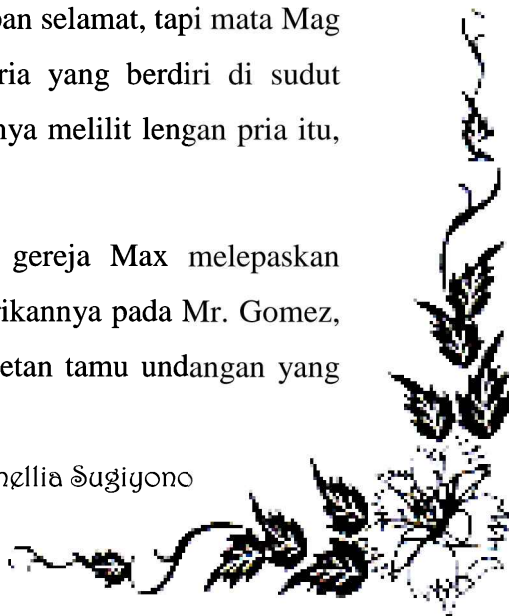 pan selamat, tapi mata Mag
ria yang berdiri di sudut
nya melilit lengan pria itu,
gereja Max melepaskan
rikannya pada Mr. Gomez,
etan tamu undangan yang
nellia Sugiyono